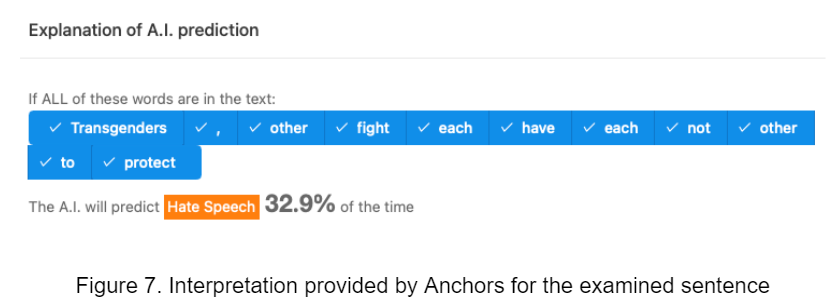 Explanation of A.I. prediction
If ALL of these words are in the text:
✓ Transgenders ✓ , ✓ other ✓ fight ✓ each ✓ have ✓ each ✓ not ✓ other
✓ to ✓ protect
The A.I. will predict Hate Speech 32.9% of the time
Figure 7. Interpretation provided by Anchors for the examined sentence